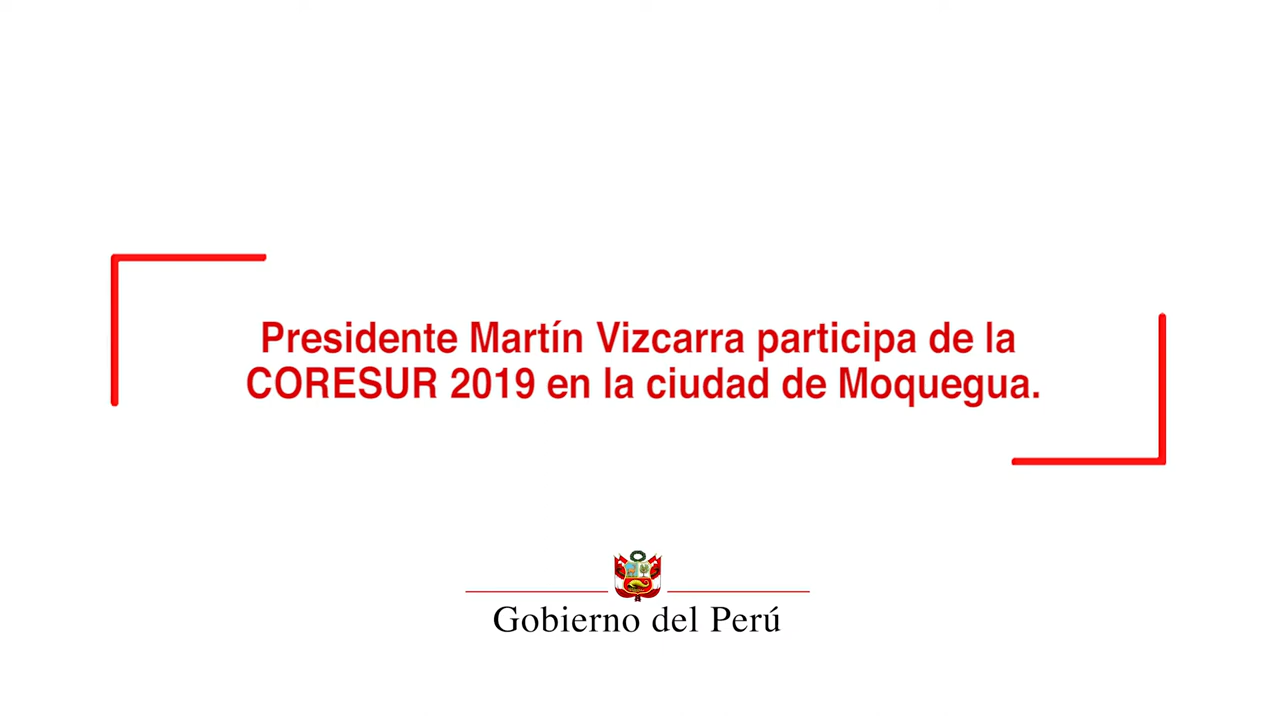 Presidente Martín Vizcarra participa de la
CORESUR 2019 en la ciudad de Moquegua.
Gobierno del Perú